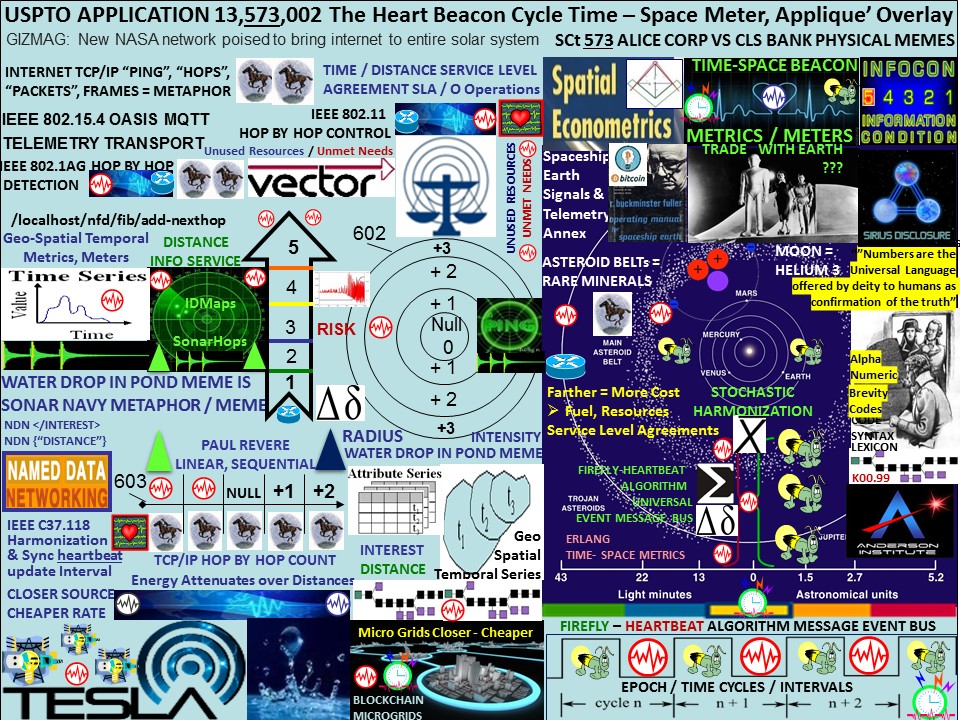 USPTO APPLICATION 13,573,002 The Heart Beacon Cycle Time – Space Meter, Applique’ Overlay
GIZMAG: New NASA network poised to bring internet to entire solar system
SCt 573 ALICE CORP VS CLS BANK PHYSICAL MEMES
INTERNET TCP/IP “PING”, “HOPS”,
“PACKETS”, FRAMES = METAPHOR
TIME / DISTANCE SERVICE LEVEL
AGREEMENT SLA / O Operations
IEEE 802.15.4 OASIS MQTT
TELEMETRY TRANSPORT
IEEE 802.11
HOP BY HOP CONTROL
Unused Resources / Unmet Needs
IEEE 802.1AG HOP BY HOP
DETECTION
vector
UNUSED RESOURCES
UNMET NEEDS
/localhost/nfd/fib/add-nexthop
Geo-Spatial Temporal
Metrics, Meters
DISTANCE
INFO SERVICE
Time Series
Value
Time
IDMaps
SonarHops
5
4
3
2
1
RISK
602
+3
+ 2
+ 1
Null
0
+ 1
+ 2
+3
PING
WATER DROP IN POND MEME IS
SONAR NAVY METAPHOR / MEME
NDN </INTEREST>
NDN {“DISTANCE”}
NAMED DATA
NETWORKING
PAUL REVERE
LINEAR, SEQUENTIAL
Δδ
RADIUS
INTENSITY
WATER DROP IN POND MEME
603
NULL
+1
+2
Attribute Series
t1
t2
t3
Geo
Spatial
Temporal Series
IEEE C37.118
Harmonization
& Sync heartbeat
update Interval
TCP/IP HOP BY HOP COUNT
Energy Attenuates over Distances
INTEREST
DISTANCE
CLOSER SOURCE
CHEAPER RATE
TESLA
Micro Grids Closer - Cheaper
BLOCKCHAIN
MICROGRIDS
Spatial
Econometrics
TIME-SPACE BEACON
INFOCON
5 4 3 2 1
INFORMATION
CONDITION
METRICS / METERS
TRADE WITH EARTH
???
Spaceship
Earth
Signals &
Telemetry
Annex
bitcoin
buckminster fuller
operating manual
spaceship earth
SIRIUS DISCLOSURE
ASTEROID BELTs =
RARE MINERALS
MOON =
HELIUM 3
”Numbers are the
Universal Language
offered by deity to humans as
confirmation of the truth”
MARS
MERCURY
VENUS
EARTH
MAIN
ASTEROID
BELT
Farther = More Cost
➢ Fuel, Resources
Service Level Agreements
STOCHASTIC
HARMONIZATION
Alpha
Numeric
Brevity
Codes
CODE
SYNTAX
LEXICON
K00.99
X
Σ
Δδ
FIREFLY-HEARTBEAT
ALGORITHM
UNIVERSAL
EVENT MESSAGE BUS
TROJAN
ASTEROIDS
JUPITER
ERLANG
TIME- SPACE METRICS
ANDERSON
INSTITUTE
43
22
13
0
1.5
2.7
5.2
Light minutes
Astronomical units
FIREFLY – HEARTBEAT ALGORITHM MESSAGE EVENT BUS
EPOCH / TIME CYCLES / INTERVALS
cycle n
n + 1
n + 2